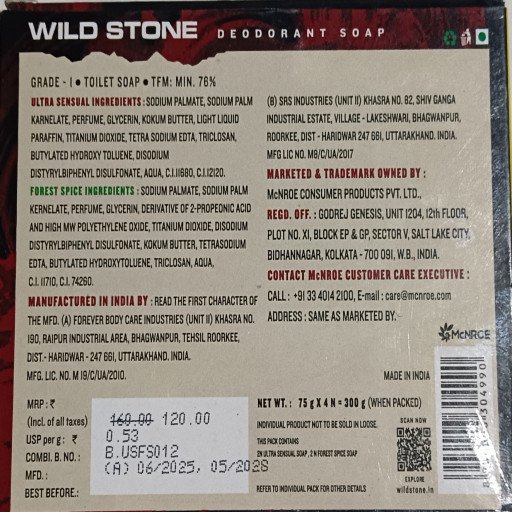 WILD STONE DEODORANT SOAP
GRADE - I ● TOILET SOAP ● TFM: MIN. 76%
ULTRA SENSUAL INGREDIENTS : SODIUM PALMATE, SODIUM PALM
KARNELATE, PERFUME, GLYCERIN, KOKUM BUTTER, LIGHT LIQUID
PARAFFIN, TITANIUM DIOXIDE, TETRA SODIUM EDTA, TRICLOSAN,
BUTYLATED HYDROXY TOLUENE, DISODIUM
DISTYRYLBIPHENYL DISULFONATE, AQUA, C.I.11680, C.I.12120.
FOREST SPICE INGREDIENTS : SODIUM PALMATE, SODIUM PALM
KERNELATE, PERFUME, GLYCERIN, DERIVATIVE OF 2-PROPEONIC ACID
AND HIGH MW POLYETHYLENE OXIDE, TITANIUM DIOXIDE, DISODIUM
DISTYRYLBIPHENYL DISULFONATE, KOKUM BUTTER, TETRASODIUM
EDTA, BUTYLATED HYDROXYTOLUENE, TRICLOSAN, AQUA,
C.I. 11710, C.I. 74260.
MANUFACTURED IN INDIA BY : READ THE FIRST CHARACTER OF
THE MFD. (A) FOREVER BODY CARE INDUSTRIES (UNIT II) KHASRA NO.
190, RAIPUR INDUSTRIAL AREA, BHAGWANPUR, TEHSIL ROORKEE,
DIST.- HARIDWAR - 247 661, UTTARAKHAND. INDIA.
MFG. LIC. NO. M 19/C/UA/2010.
(B) SRS INDUSTRIES (UNIT II) KHASRA NO. 82, SHIV GANGA
INDUSTRIAL ESTATE, VILLAGE - LAKESHWARI, BHAGWANPUR,
ROORKEE, DIST - HARIDWAR 247 661, UTTARAKHAND. INDIA.
MFG LIC NO. M9/C/UA/2017
MARKETED & TRADEMARK OWNED BY :
McNROE CONSUMER PRODUCTS PVT. LTD.,
REGD. OFF. : GODREJ GENESIS, UNIT 1204, 12th FLOOR,
PLOT NO. XI, BLOCK EP & GP, SECTOR V, SALT LAKE CITY,
BIDHANNAGAR, KOLKATA - 700 091, W.B., INDIA.
CONTACT McNROE CUSTOMER CARE EXECUTIVE :
CALL : +91 33 4014 2100, E-mail : care@mcnroe.com
ADDRESS : SAME AS MARKETED BY.
McNROE
MADE IN INDIA
MRP : ₹ 160.00 120.00
(Incl. of all taxes)
USP per g : ₹ 0.53
COMBI. B. NO. : B.USFS012
MFD. : (A) 06/2025, 05/2028
BEST BEFORE.:
NET WT. : 75 g X 4 N = 300 g (WHEN PACKED)
INDIVIDUAL PRODUCT NOT TO BE SOLD IN LOOSE.
THIS PACK CONTAINS
2N ULTRA SENSUAL SOAP , 2 N FOREST SPICE SOAP
REFER TO INDIVIDUAL PACK FOR OTHER DETAILS
SCAN NOW
EXPLORE
wildstone.in